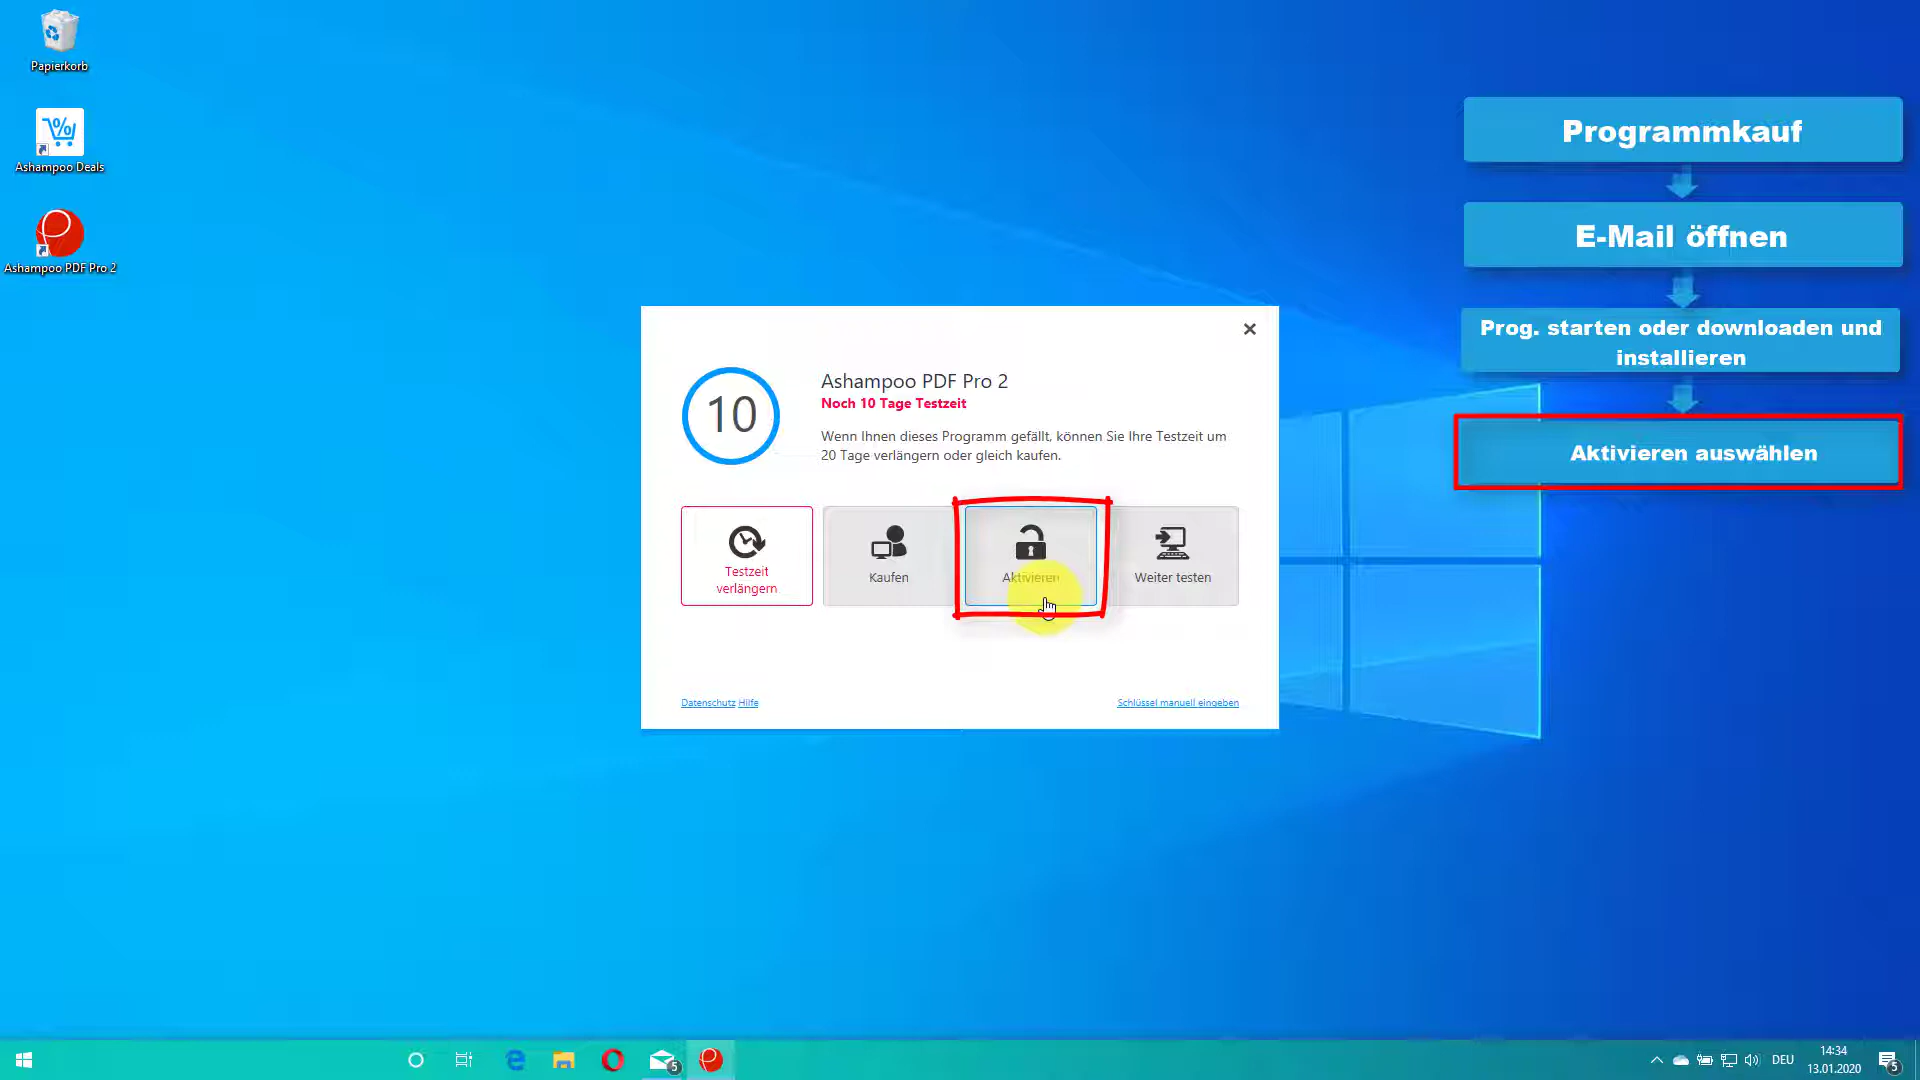 Papierkorb
Ashampoo Deals
Ashampoo PDF Pro 2
Programmkauf
E-Mail öffnen
Prog. starten oder downloaden und
installieren
Aktivieren auswählen
10
Ashampoo PDF Pro 2
Noch 10 Tage Testzeit
Wenn Ihnen dieses Programm gefällt, können Sie Ihre Testzeit um
20 Tage verlängern oder gleich kaufen.
Testzeit
verlängern
Kaufen
Aktivieren
Weiter testen
Datenschutz Hilfe
Schlüssel manuell eingeben
5
DEU
14:34
13.01.2020
5